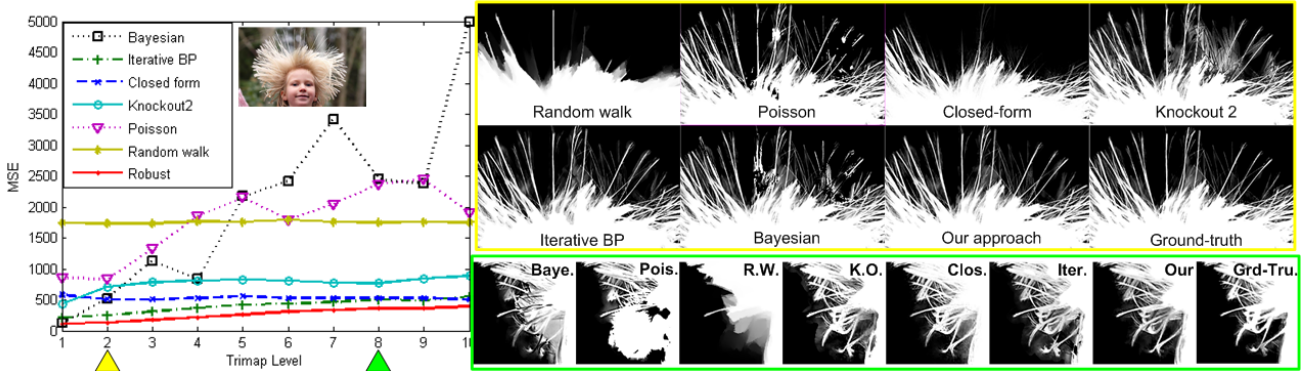 5000
4500
4000
3500
3000
2500
2000
1500
1000
500
0
MSE
Bayesian
Iterative BP
Closed form
Knockout2
Poisson
Random walk
Robust
1 2 3 4 5 6 7 8 9 10
Trimap Level
Random walk Poisson Closed-form Knockout 2
Iterative BP Bayesian Our approach Ground-truth
Baye. Pois. R.W. K.O. Clos. Iter. Our Grd-Tru.